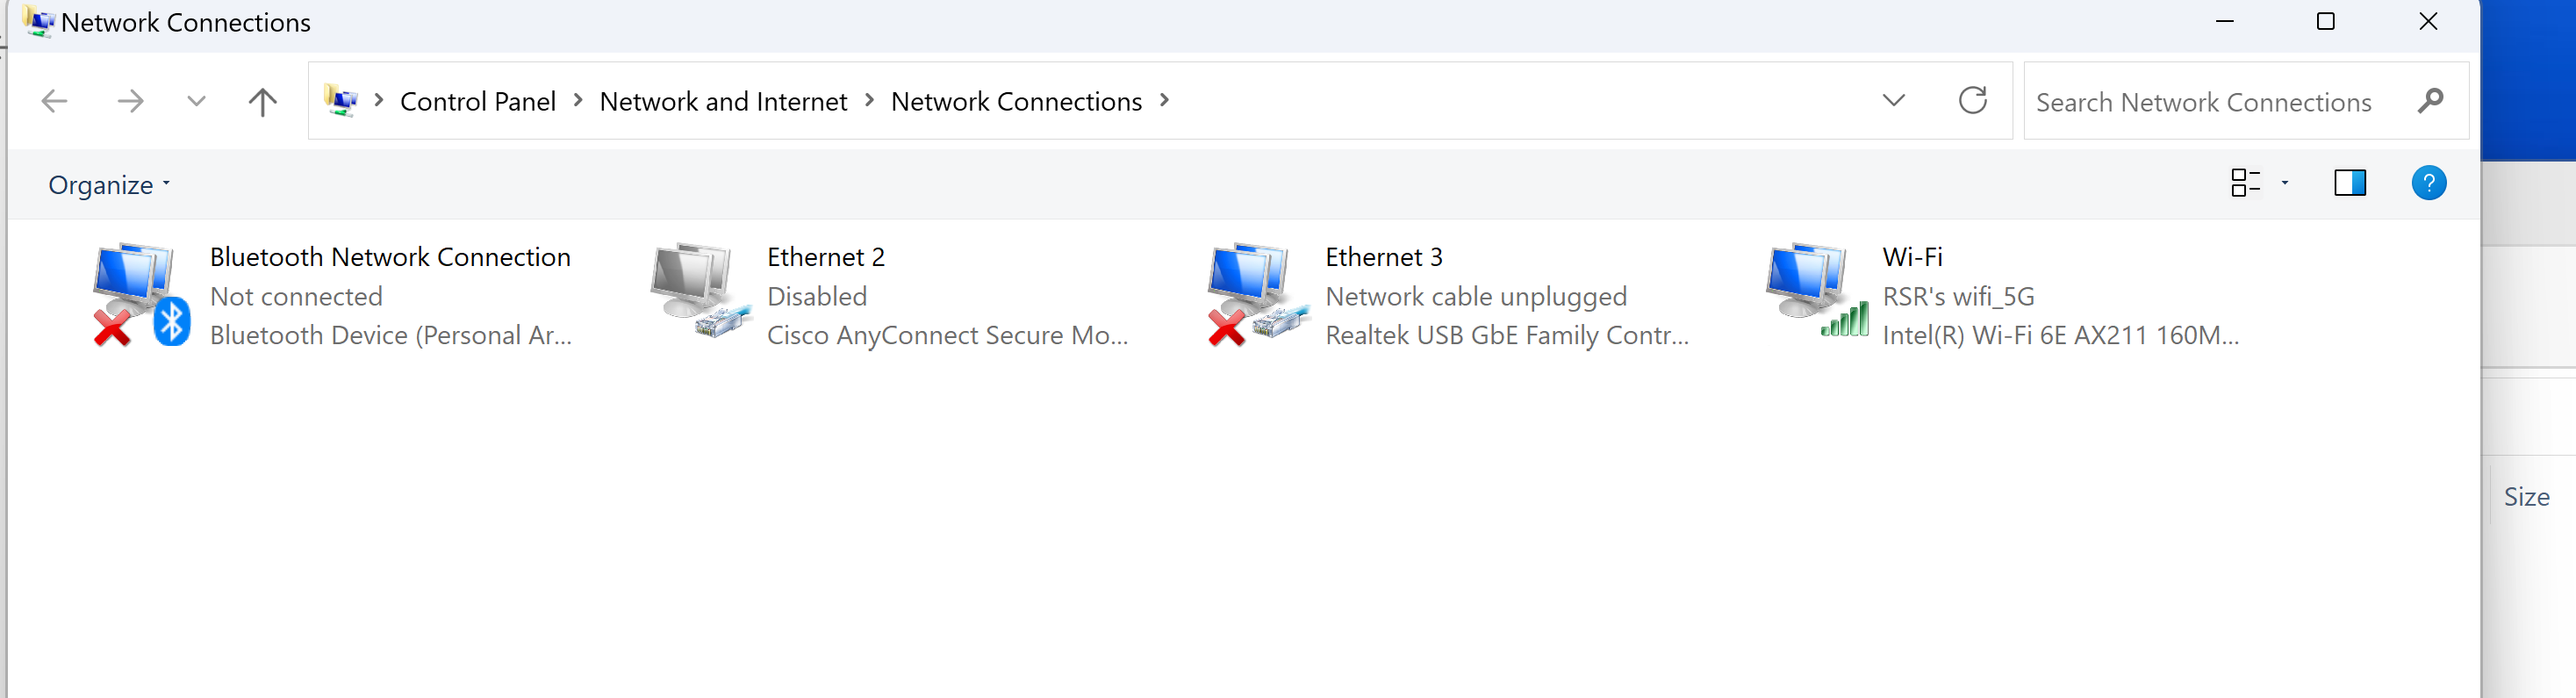 Network Connections
Control Panel > Network and Internet > Network Connections >
Search Network Connections
Organize
?
Bluetooth Network Connection
Not connected
Bluetooth Device (Personal Ar...
Ethernet 2
Disabled
Cisco AnyConnect Secure Mo...
Ethernet 3
Network cable unplugged
Realtek USB GbE Family Contr...
Wi-Fi
RSR's wifi_5G
Intel(R) Wi-Fi 6E AX211 160M...
Size